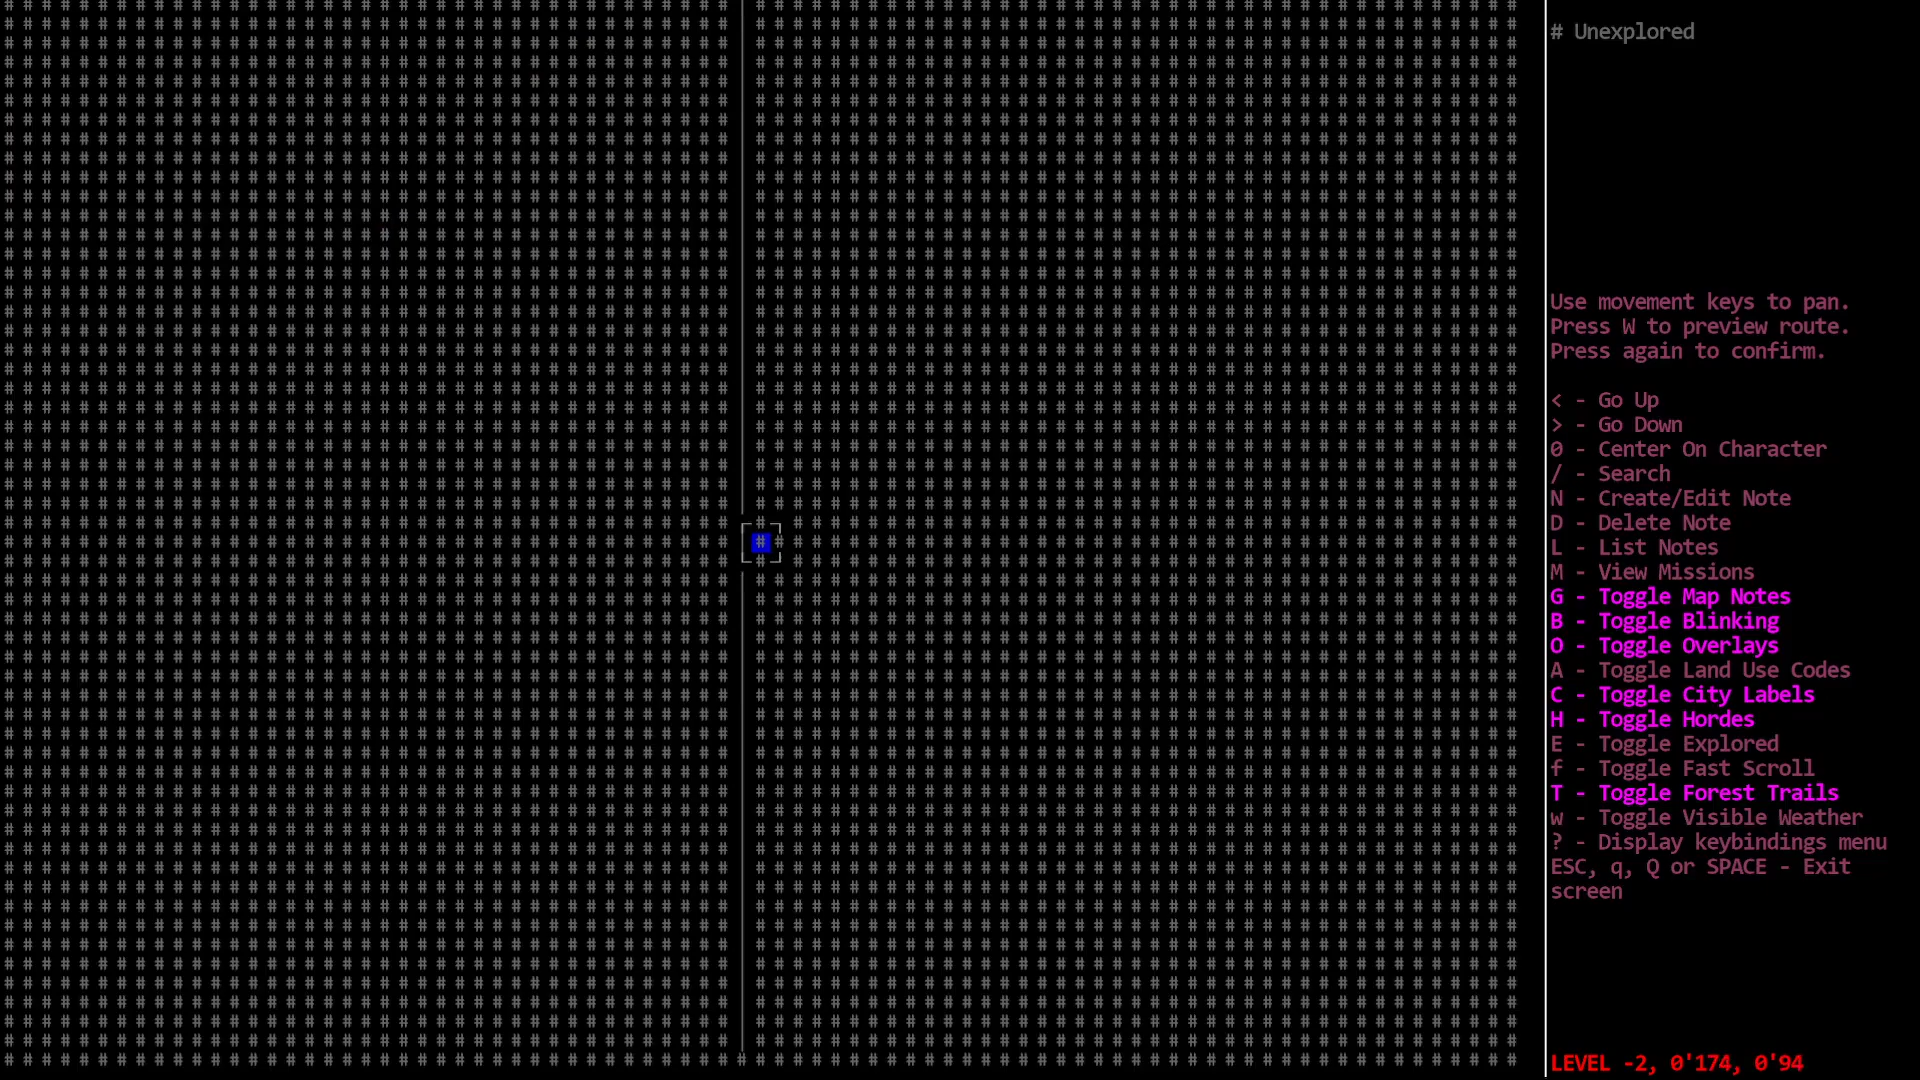 # Unexplored
Use movement keys to pan.
Press W to preview route.
Press again to confirm.
< - Go Up
> - Go Down
0 - Center On Character
/ - Search
N - Create/Edit Note
D - Delete Note
L - List Notes
M - View Missions
G - Toggle Map Notes
B - Toggle Blinking
O - Toggle Overlays
A - Toggle Land Use Codes
C - Toggle City Labels
H - Toggle Hordes
E - Toggle Explored
f - Toggle Fast Scroll
T - Toggle Forest Trails
w - Toggle Visible Weather
? - Display keybindings menu
ESC, q, Q or SPACE - Exit
screen
LEVEL -2, 0'174, 0'94